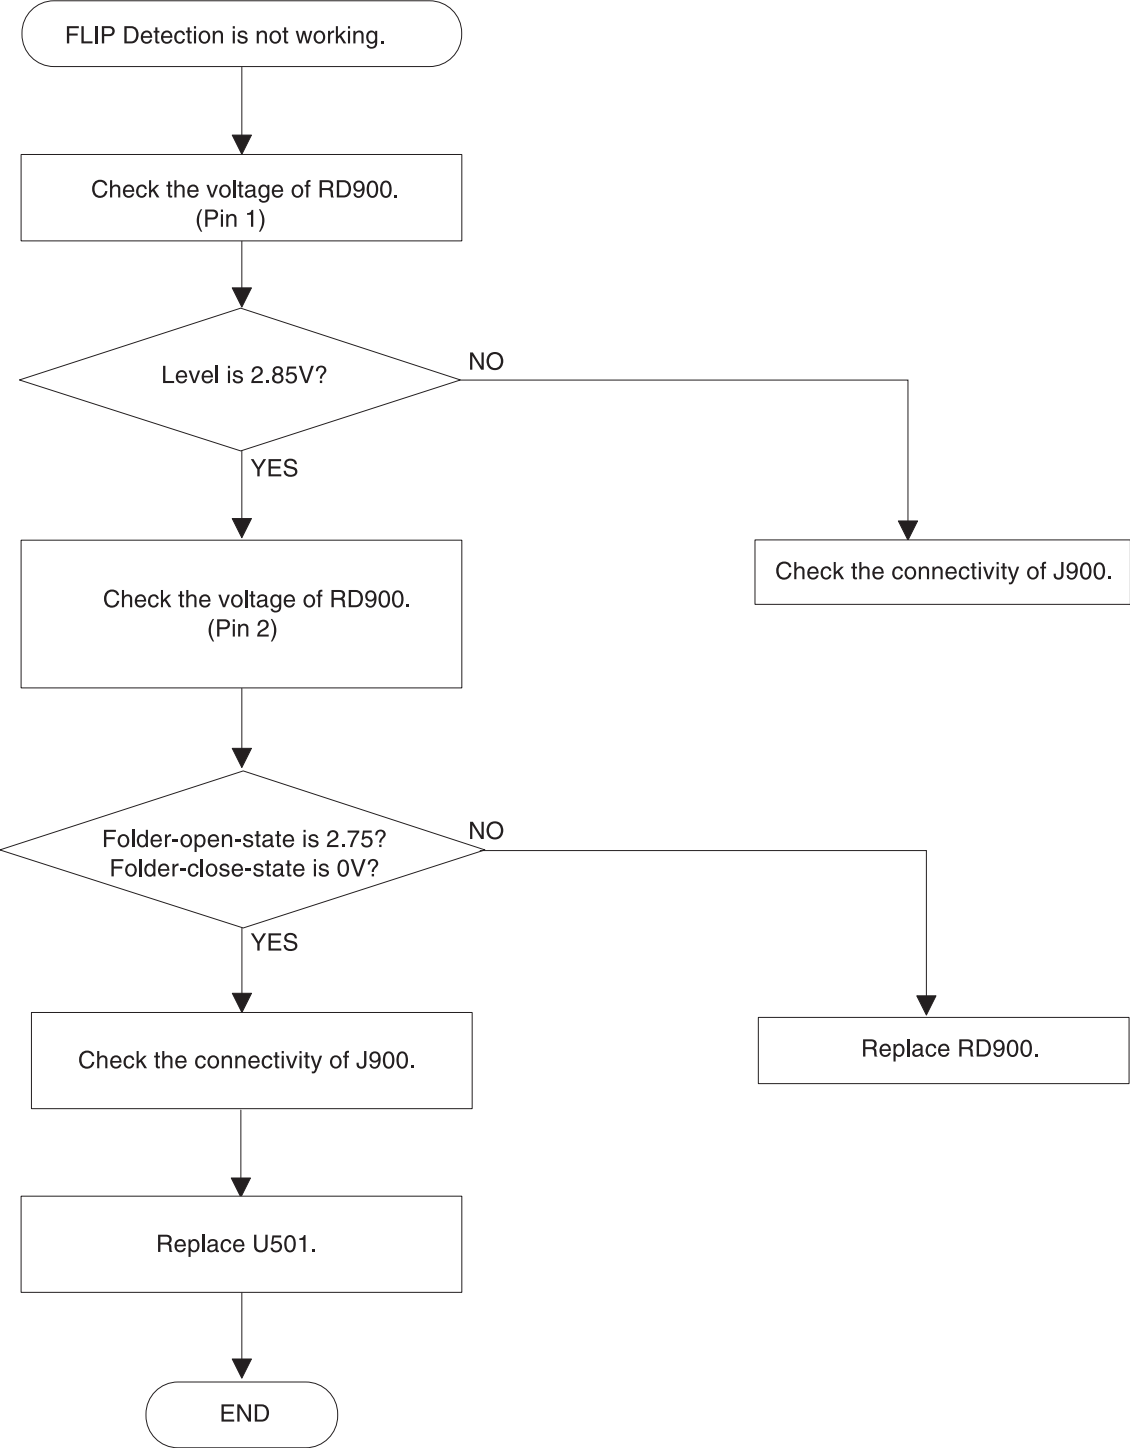 FLIP Detection is not working.
Check the voltage of RD900.
(Pin 1)
Level is 2.85V?
NO
YES
Check the connectivity of J900.
Check the voltage of RD900.
(Pin 2)
Folder-open-state is 2.75?
Folder-close-state is 0V?
NO
YES
Check the connectivity of J900.
Replace RD900.
Replace U501.
END